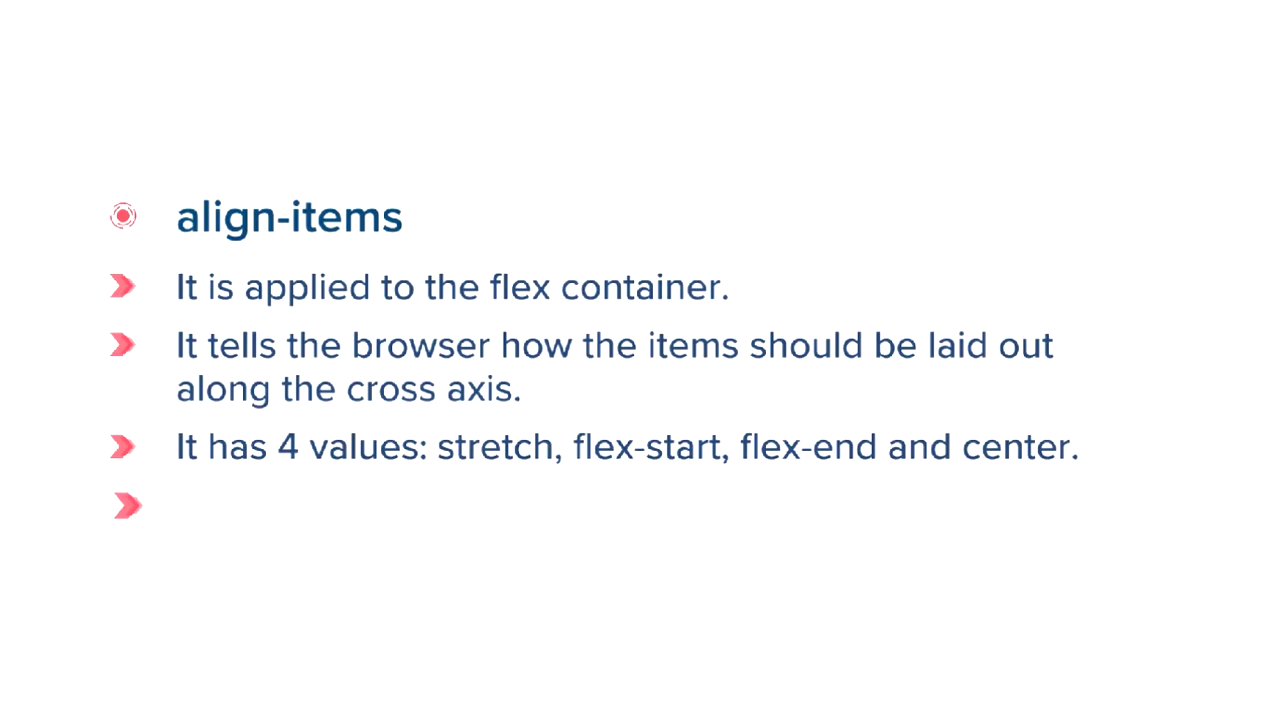 align-items
It is applied to the flex container.
It tells the browser how the items should be laid out
along the cross axis.
It has 4 values: stretch, flex-start, flex-end and center.